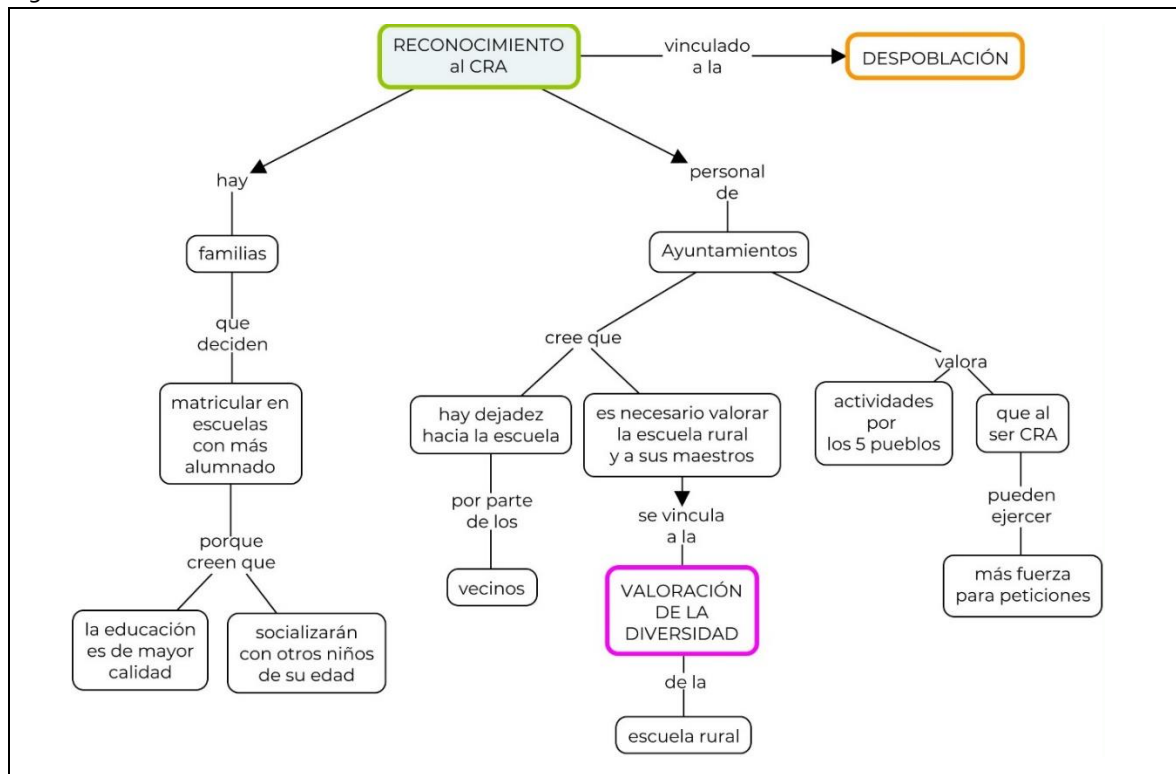 RECONOCIMIENTO
al CRA
vinculado
a la
DESPOBLACIÓN
hay
familias
que
deciden
matricular en
escuelas
con más
alumnado
porque
creen que
la educación
es de mayor
calidad
socializarán
con otros niños
de su edad
personal
de
Ayuntamientos
cree que
hay dejadez
hacia la escuela
por parte
de los
vecinos
es necesario valorar
la escuela rural
y a sus maestros
se vincula
a la
VALORACIÓN
DE LA
DIVERSIDAD
de la
escuela rural
valora
actividades
por
los 5 pueblos
que al
ser CRA
pueden
ejercer
más fuerza
para peticiones